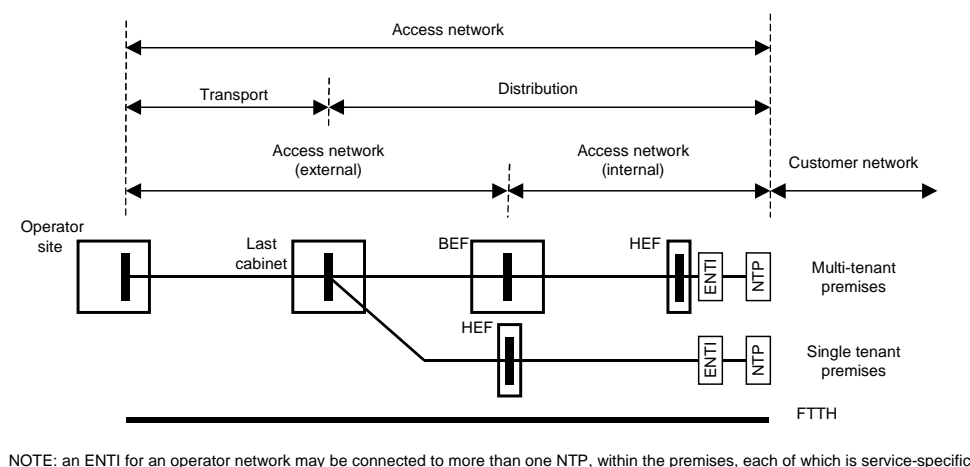 Access network
Transport
Distribution
Access network
(external)
Access network
(internal)
Customer network
Operator
site
Last
cabinet
BEF
HEF
ENTI
NTP
Multi-tenant
premises
HEF
ENTI
NTP
Single tenant
premises
FTTH
NOTE: an ENTI for an operator network may be connected to more than one NTP, within the premises, each of which is service-specific